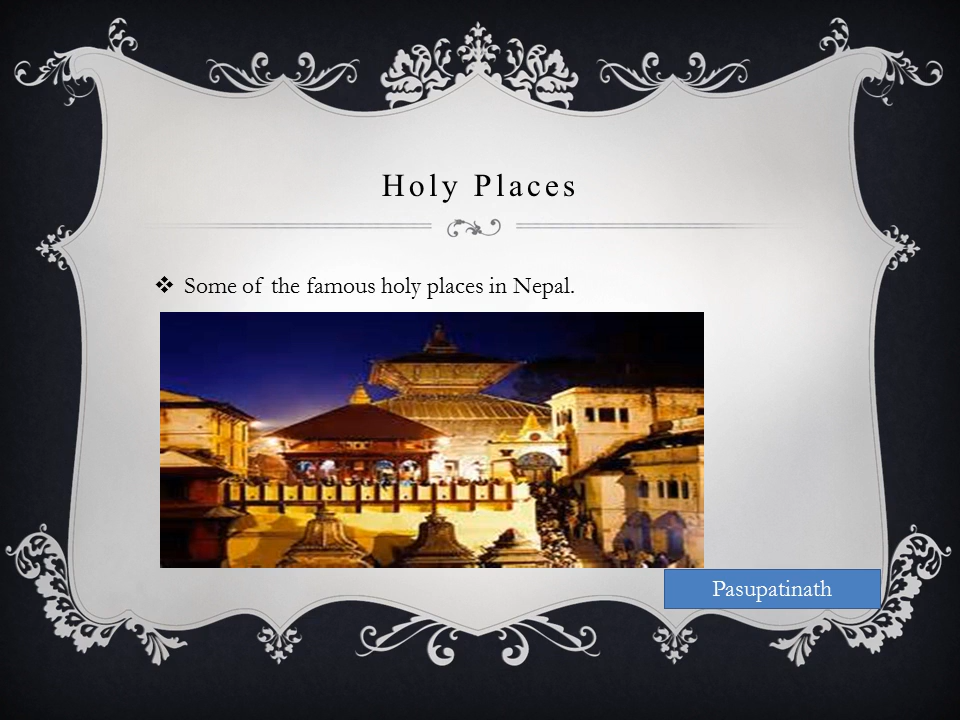 Holy Places
Some of the famous holy places in Nepal.
Pasupatinath